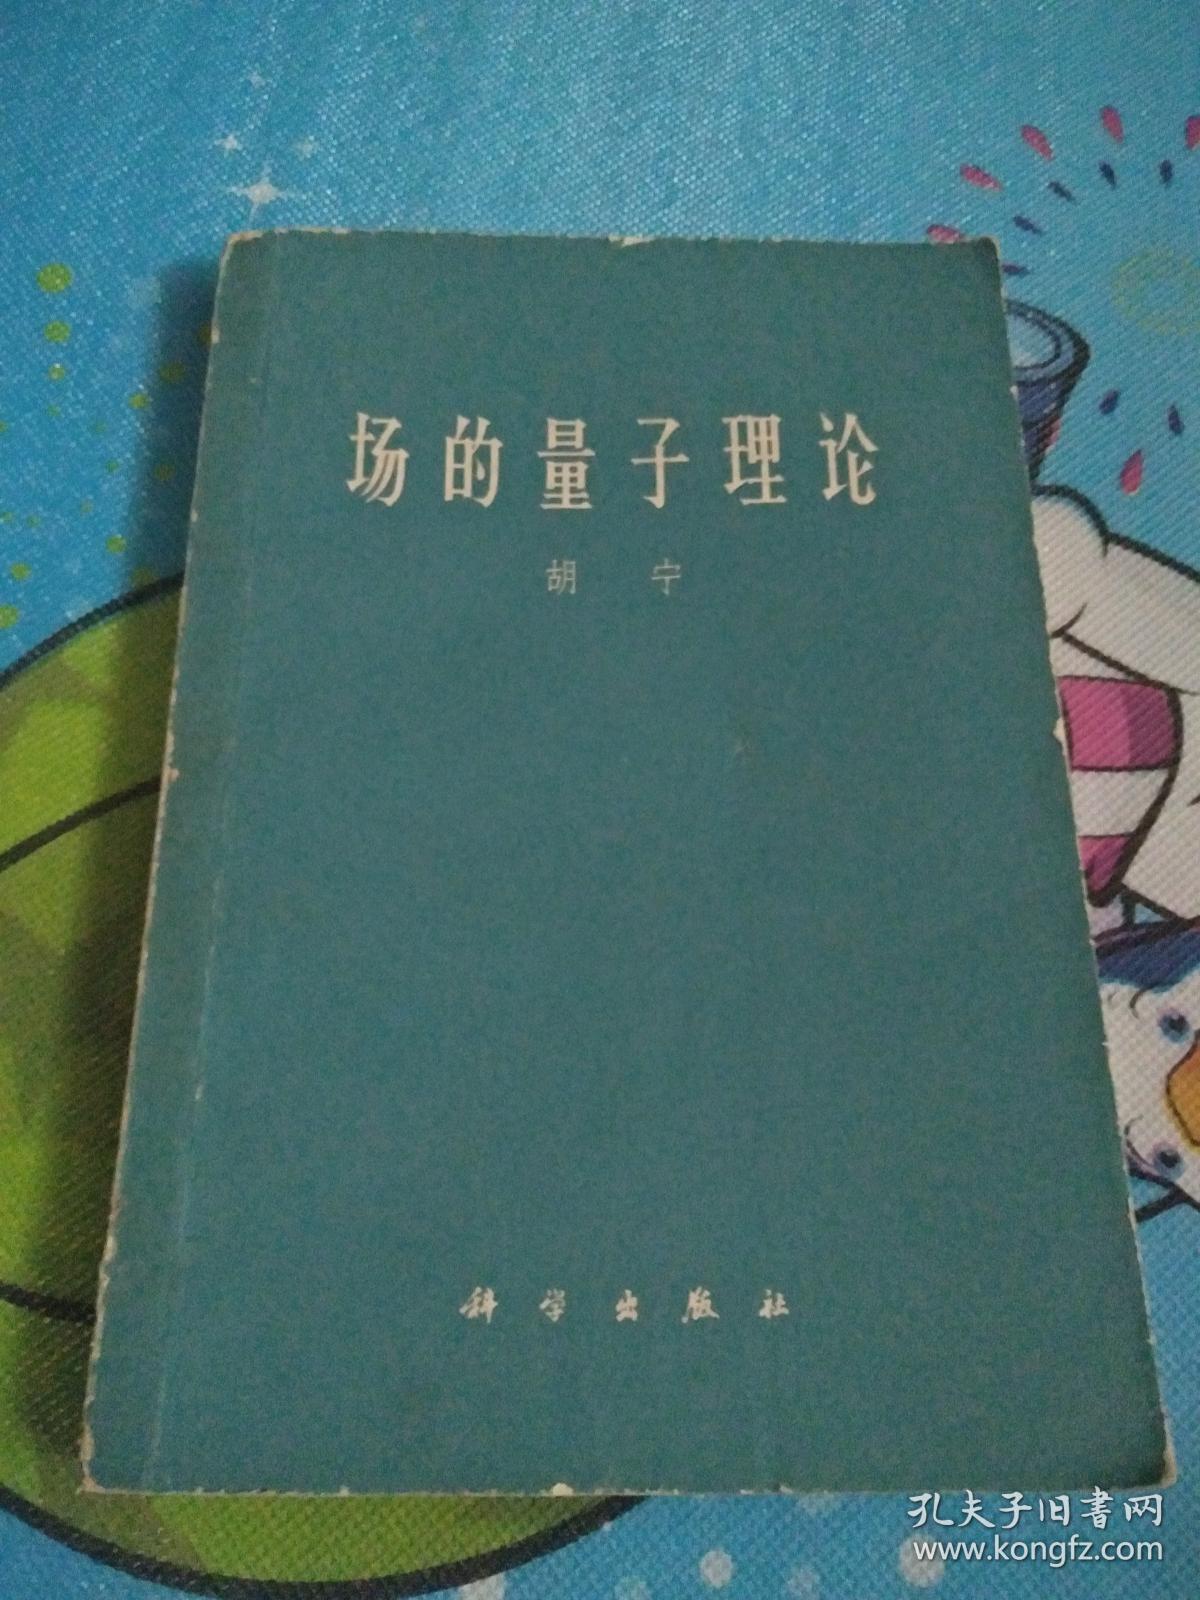 场的量子理论
胡宁
科学出版社
孔夫子旧书网
www.kongfz.com